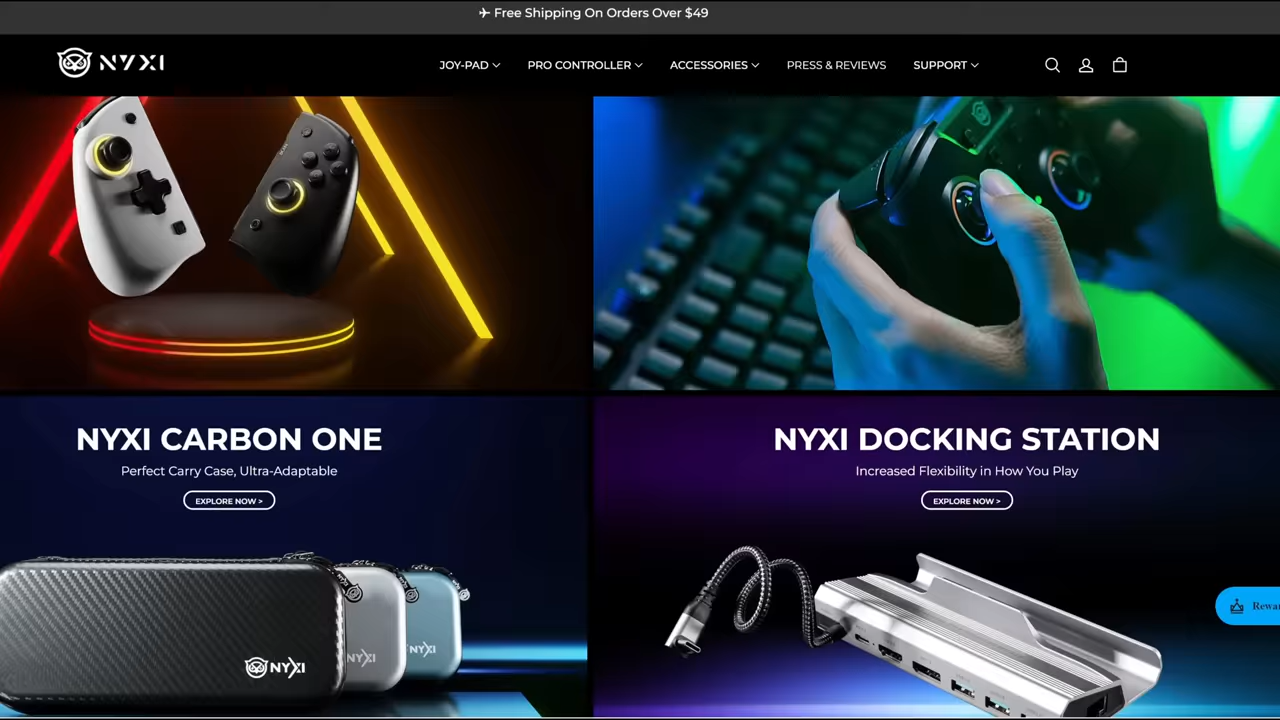 ✈ Free Shipping On Orders Over $49
NYXI
JOY-PAD
PRO CONTROLLER
ACCESSORIES
PRESS & REVIEWS
SUPPORT
NYXI CARBON ONE
Perfect Carry Case, Ultra-Adaptable
EXPLORE NOW >
NYXI DOCKING STATION
Increased Flexibility in How You Play
EXPLORE NOW >
NYXI
NYXI
NYXI
Rewar